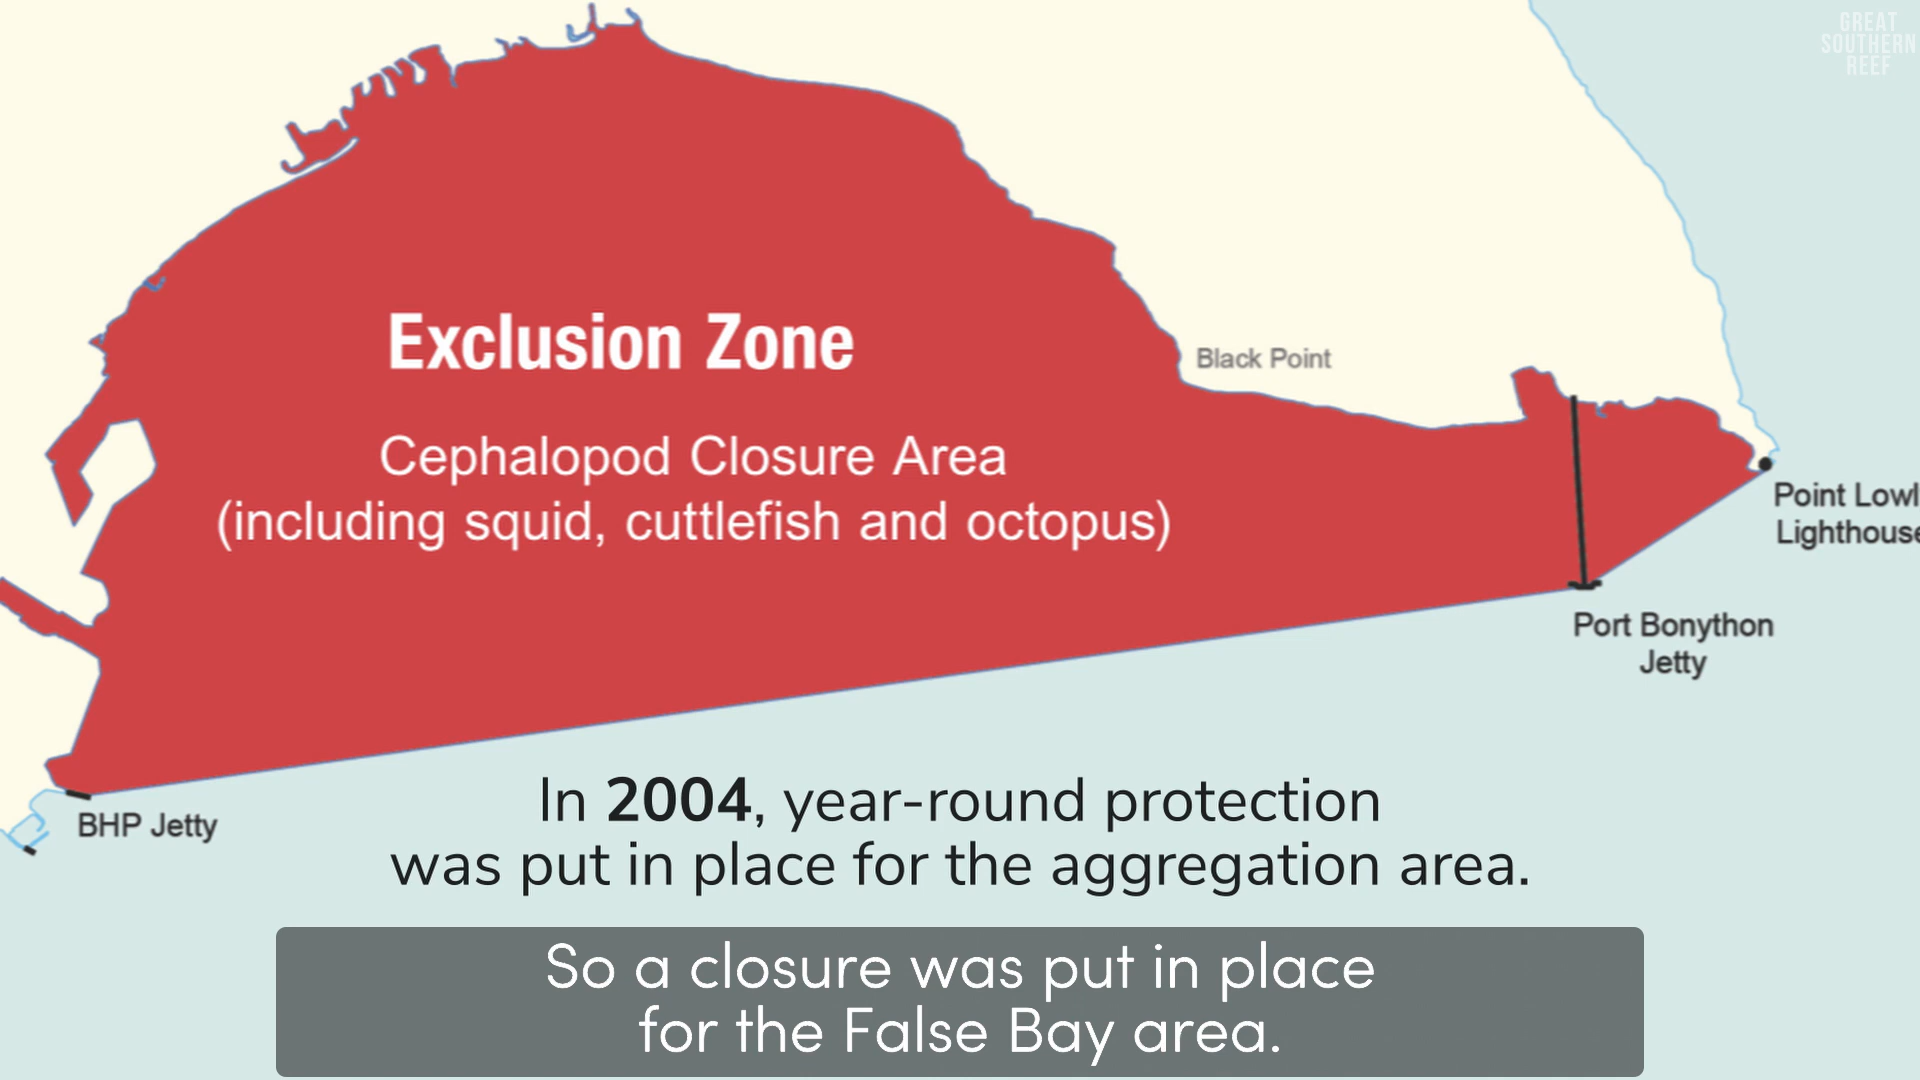 GREAT
SOUTHERN
REEF
Exclusion Zone
Black Point
Cephalopod Closure Area
(including squid, cuttlefish and octopus)
Point Lowl
Lighthouse
Port Bonython
Jetty
BHP Jetty
In 2004, year-round protection
was put in place for the aggregation area.
So a closure was put in place
for the False Bay area.